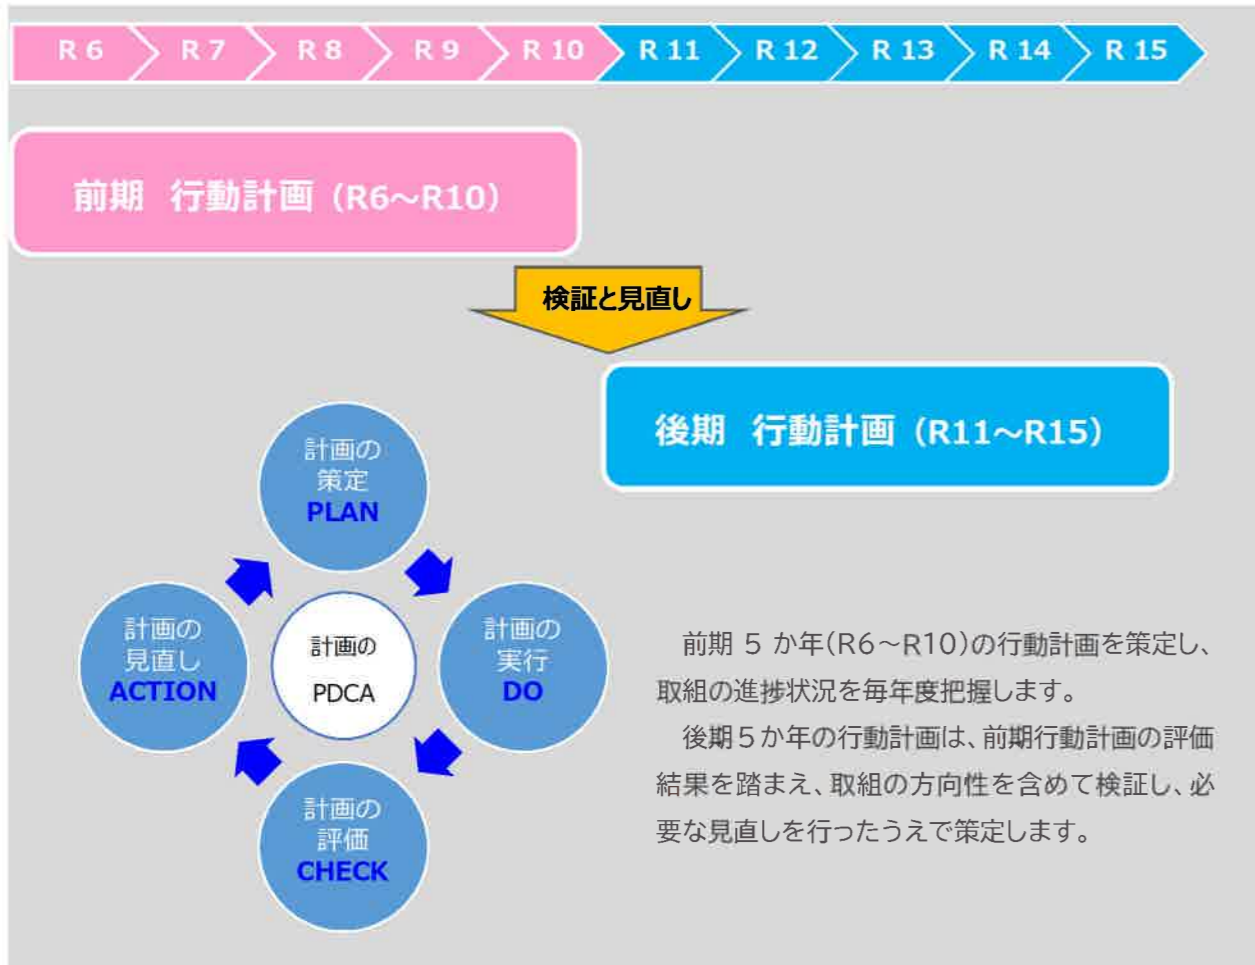 R 6 R 7 R 8 R 9 R 10 R 11 R 12 R 13 R 14 R 15
前期 行動計画（R6～R10）
検証と見直し
後期 行動計画（R11～R15）
計画の
策定
PLAN
計画の
実行
DO
計画の
評価
CHECK
計画の
見直し
ACTION
計画の
PDCA
前期 5 か年（R6～R10）の行動計画を策定し、
取組の進捗状況を毎年度把握します。
後期５か年の行動計画は、前期行動計画の評価
結果を踏まえ、取組の方向性を含めて検証し、必
要な見直しを行ったうえで策定します。